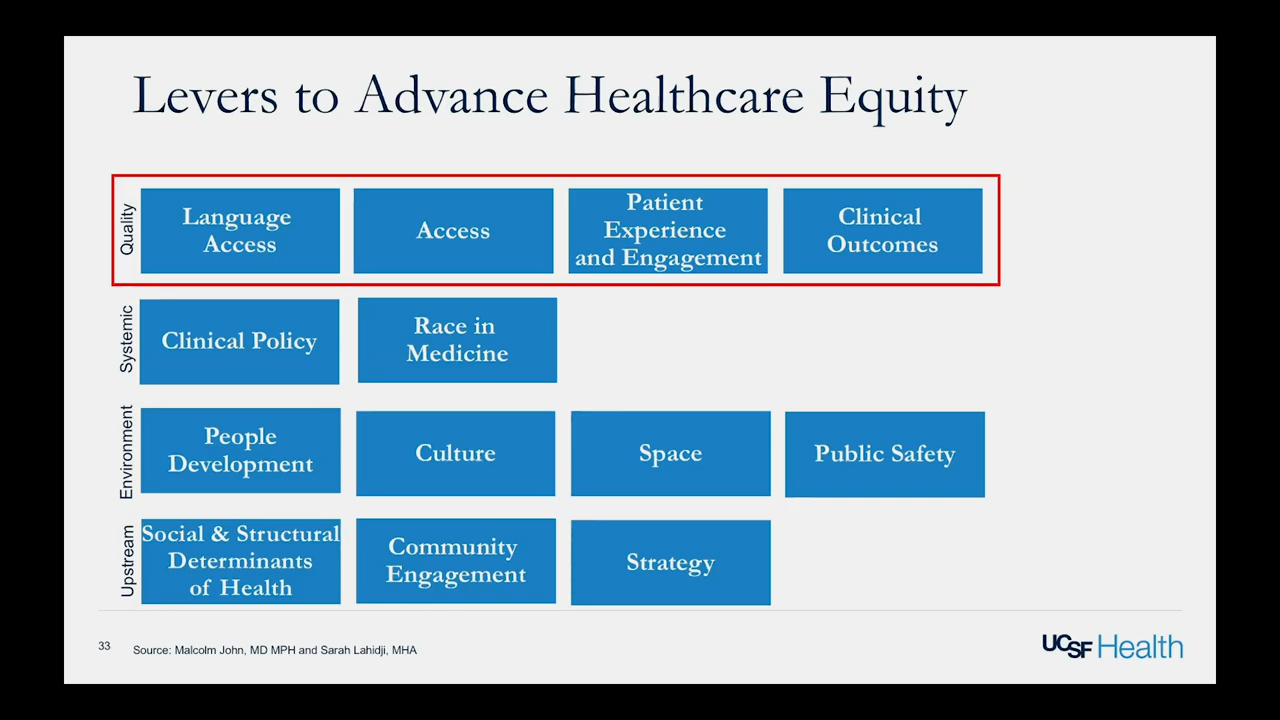 Levers to Advance Healthcare Equity
Quality
Language
Access
Access
Patient
Experience
and Engagement
Clinical
Outcomes
Systemic
Clinical Policy
Race in
Medicine
Environment
People
Development
Culture
Space
Public Safety
Upstream
Social & Structural
Determinants
of Health
Community
Engagement
Strategy
33
Source: Malcolm John, MD MPH and Sarah Lahidji, MHA
UCSF Health